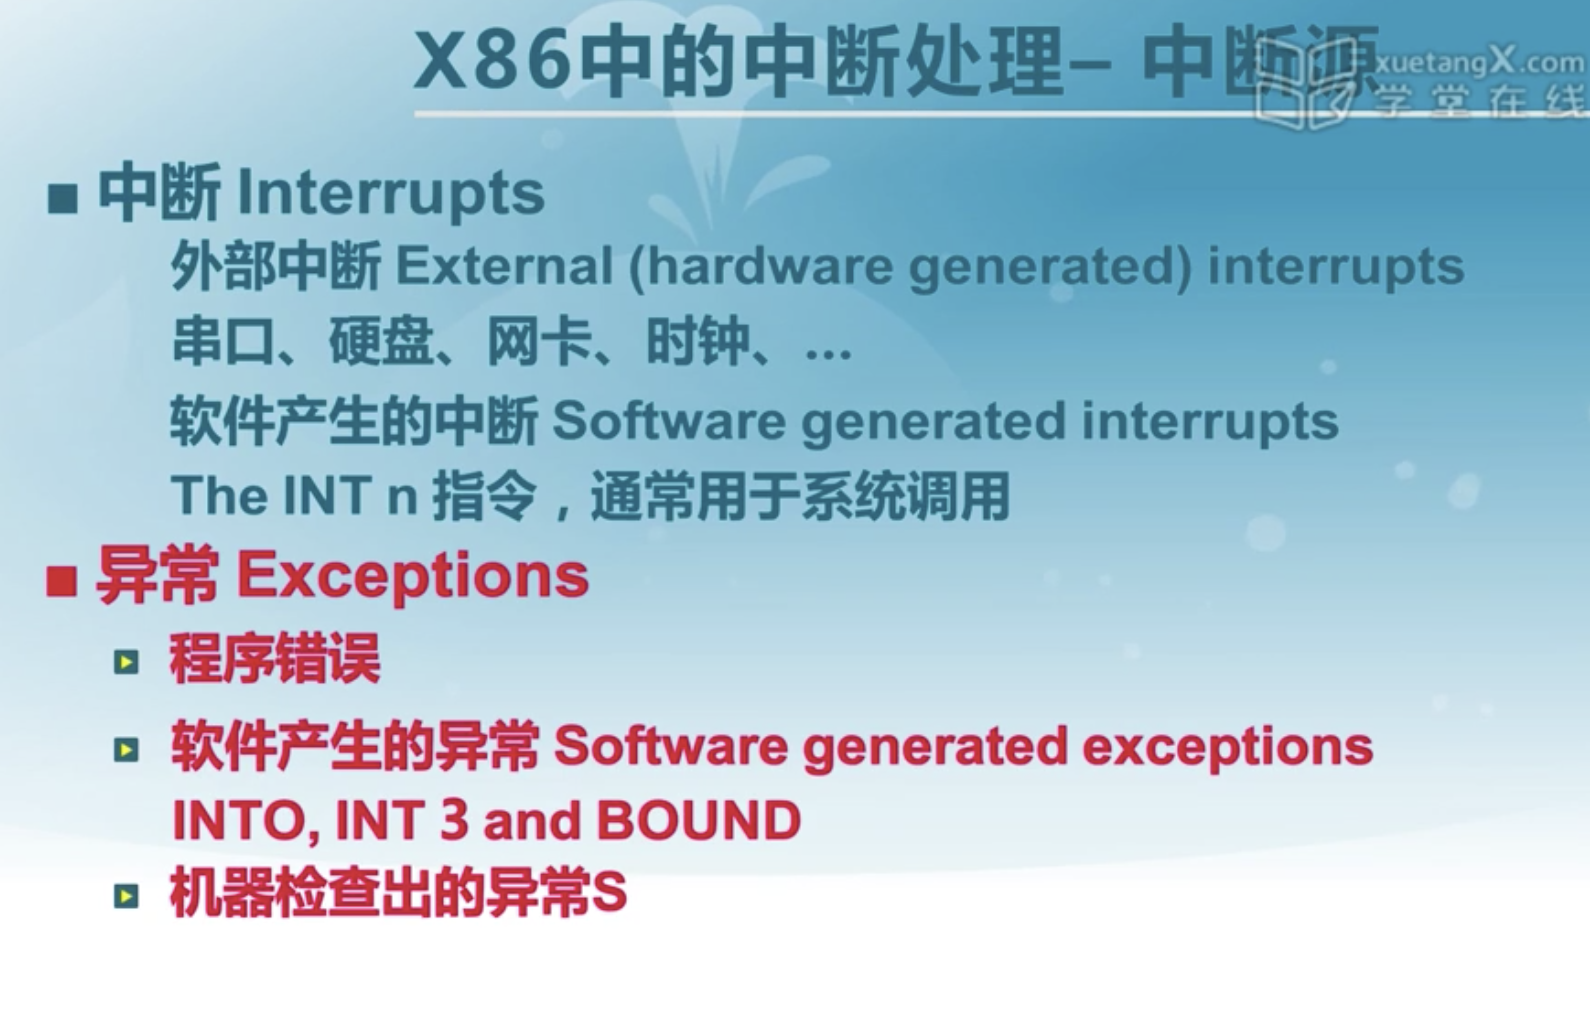 X86中的中断处理– 中断源
xuetangX.com
学堂在线
中断 Interrupts
外部中断 External (hardware generated) interrupts
串口、硬盘、网卡、时钟、...
软件产生的中断 Software generated interrupts
The INT n 指令，通常用于系统调用
异常 Exceptions
程序错误
软件产生的异常 Software generated exceptions
INTO, INT 3 and BOUND
机器检查出的异常S